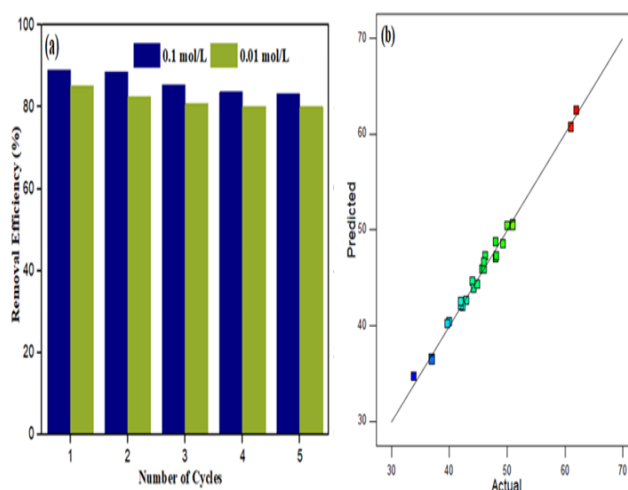 (a)
0.1 mol/L
0.01 mol/L
Removal Efficiency (%)
100
80
60
40
20
0
1 2 3 4 5
Number of Cycles
(b)
Predicted
70
60
50
40
30
30 40 50 60 70
Actual